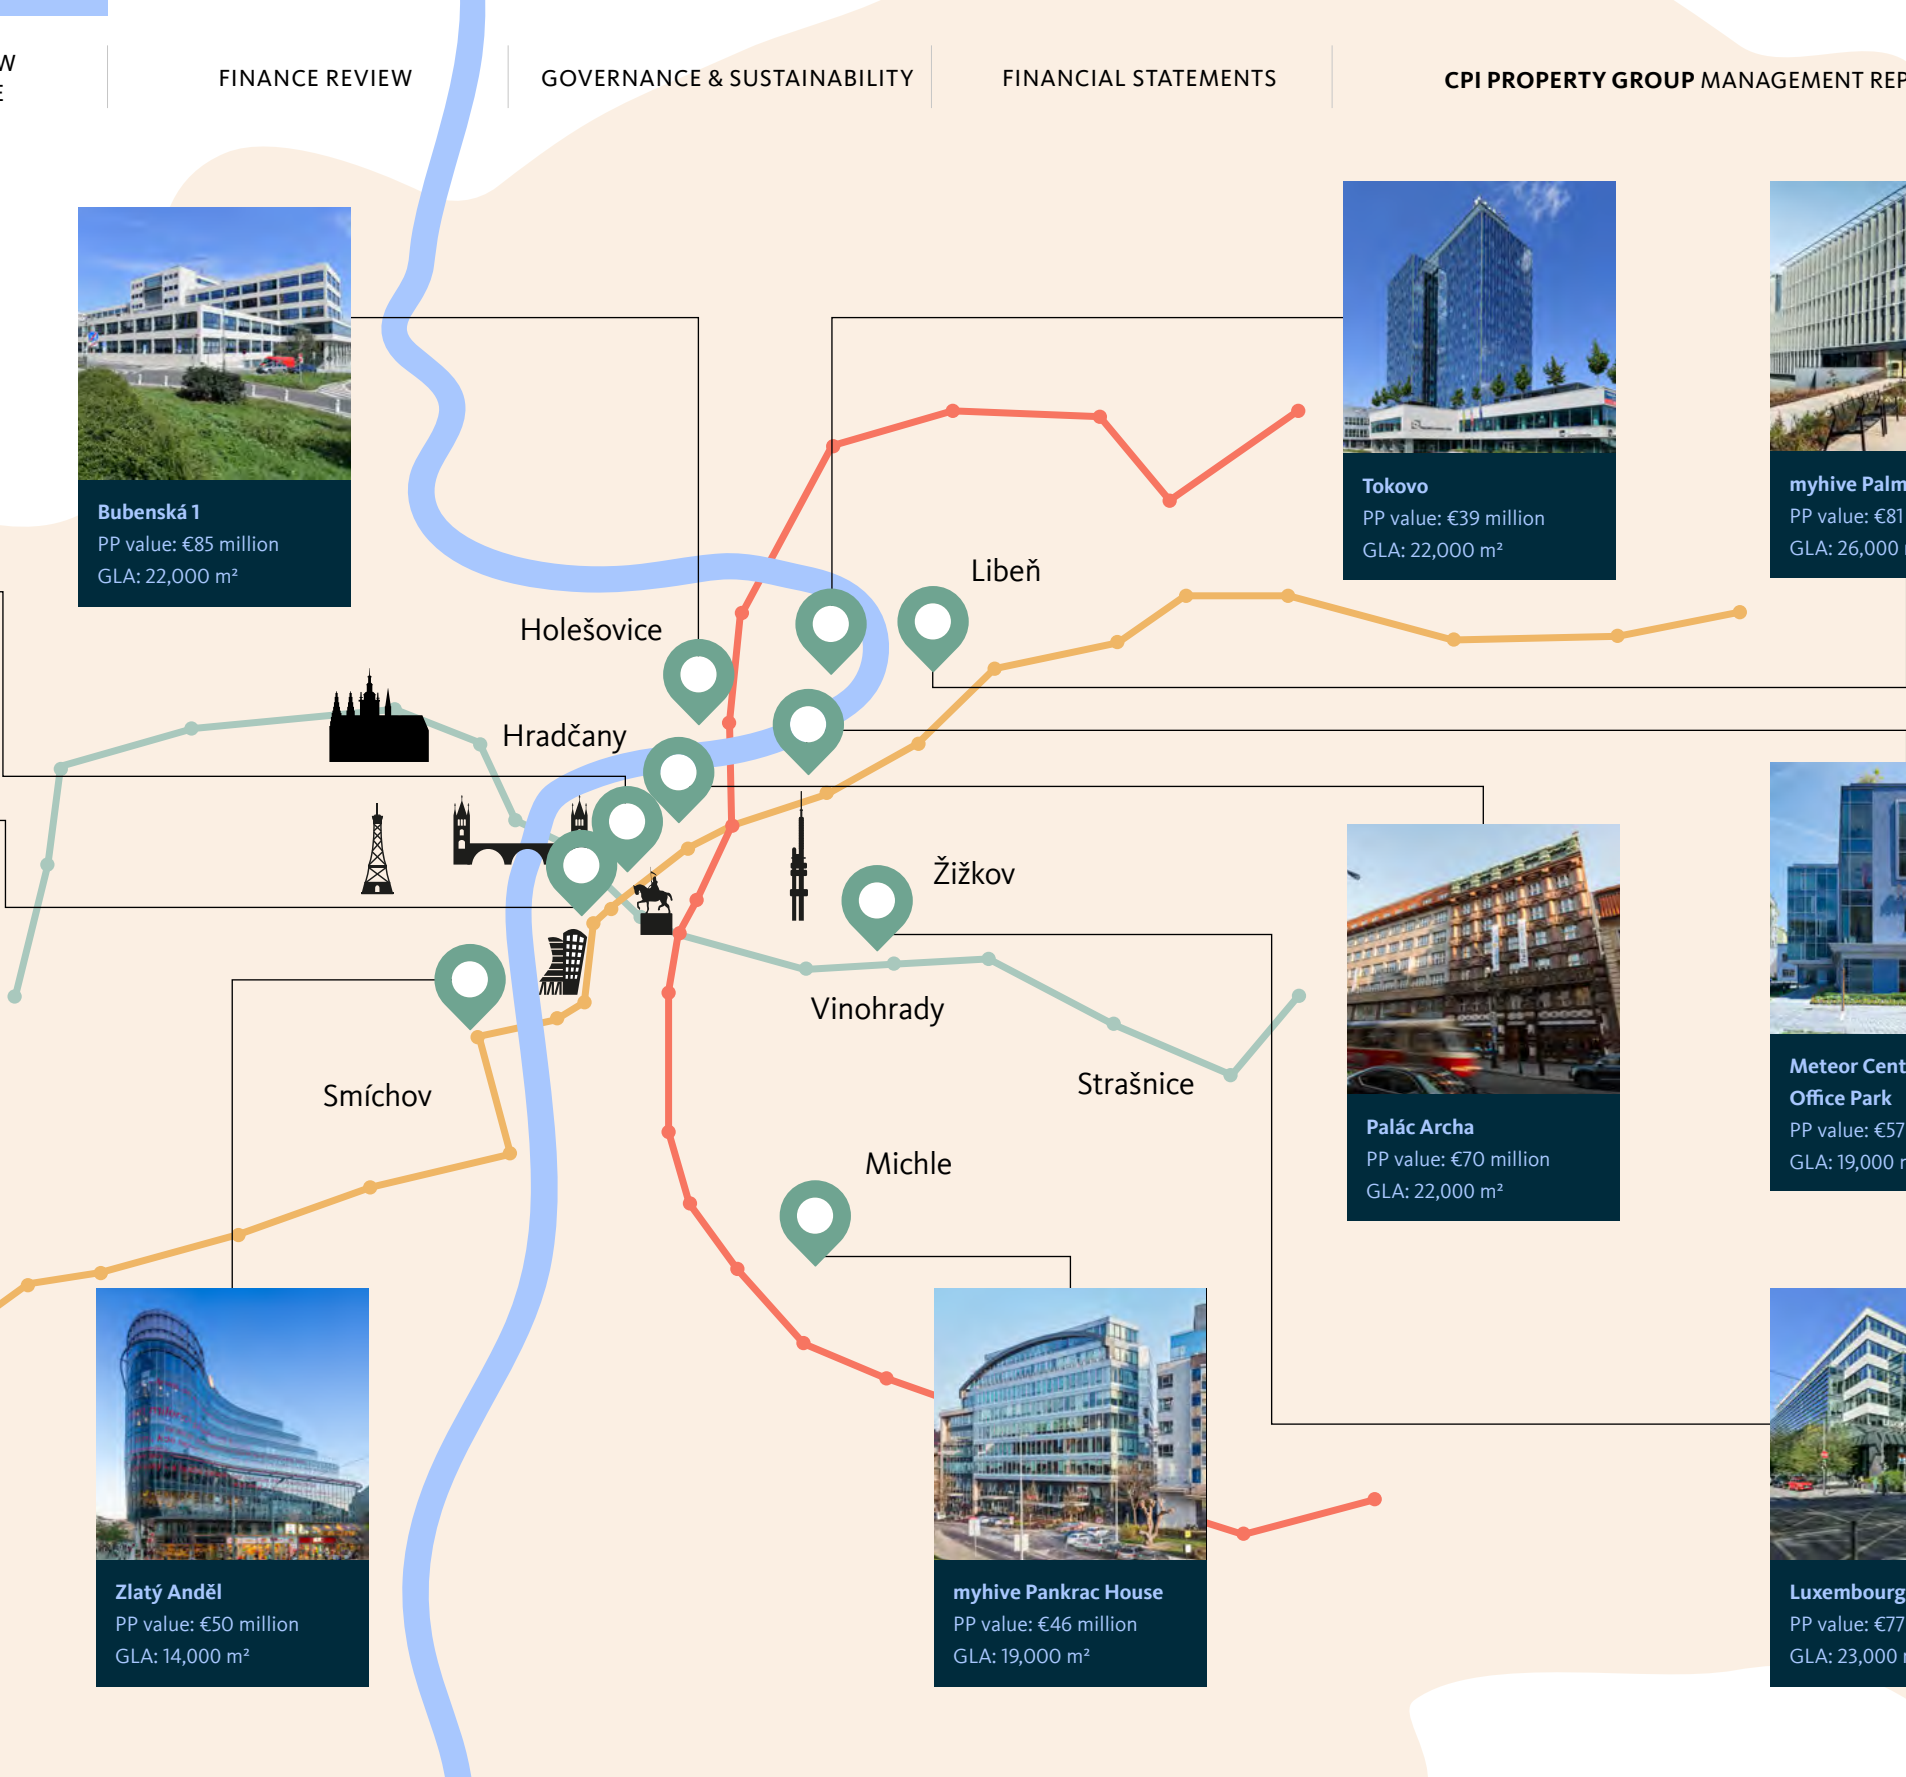 FINANCE REVIEW
GOVERNANCE & SUSTAINABILITY
FINANCIAL STATEMENTS
CPI PROPERTY GROUP MANAGEMENT
Bubenská 1
PP value: €85 million
GLA: 22,000 m²
Tokovo
PP value: €39 million
GLA: 22,000 m²
myhive
PP value: €81
GLA: 26,000
Libeň
Holešovice
Hradčany
Žižkov
Vinohrady
Strašnice
Smíchov
Michle
Palác Archa
PP value: €70 million
GLA: 22,000 m²
Meteor
Office Park
PP value: €57
GLA: 19,000
Zlatý Anděl
PP value: €50 million
GLA: 14,000 m²
myhive Pankrac House
PP value: €46 million
GLA: 19,000 m²
Luxembourg
PP value: €77
GLA: 23,000